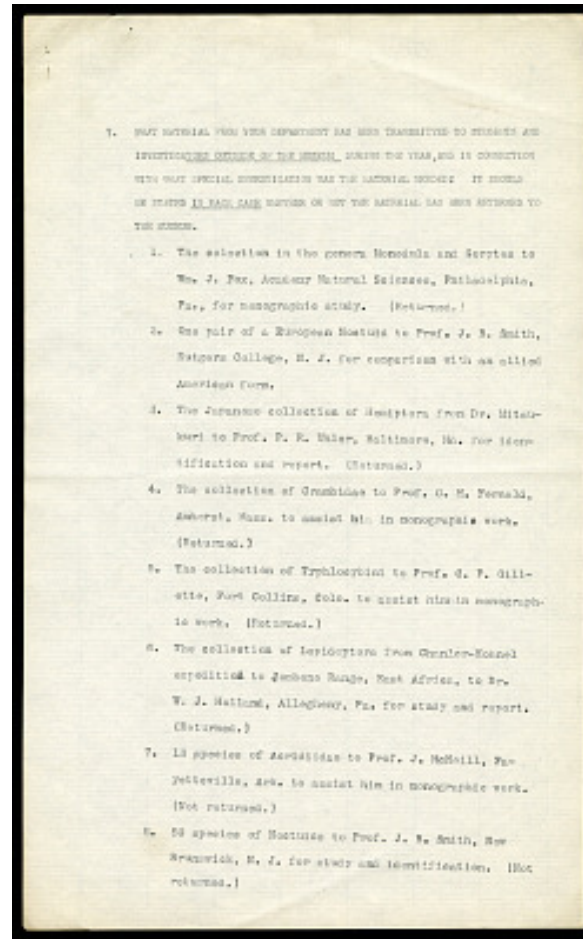 7. WHAT MATERIAL FROM YOUR DEPARTMENT HAS BEEN TRANSMITTED TO STUDENTS AND
INVESTIGATORS OUTSIDE OF THE MUSEUM DURING THE YEAR, AND IN CONNECTION
WITH WHAT SPECIAL INVESTIGATION WAS THE MATERIAL NEEDED? IT SHOULD
BE STATED IN EACH CASE WHETHER OR NOT THE MATERIAL HAS BEEN RETURNED TO
THE MUSEUM.
1. The collection in the genera and to
Wm. J. Fox, Academy Natural Sciences, Philadelphia,
Pa., for monographic study. (Returned.)
2. One pair of a European Noctuid to Prof. J. B. Smith,
Rutgers College, N. J. for comparison with an allied
American form.
3. The Japanese collection of Hemiptera from Dr. Mitsu-
kuri to Prof. P. R. Uhler, Baltimore, Md. for iden-
tification and report. (Returned.)
4. The collection of Crambidae to Prof. C. H. Fernald,
Amherst, Mass. to assist him in monographic work.
(Returned.)
5. The collection of Typhlocybini to Prof. C. P. Gill-
ette, Fort Collins, Colo. to assist him in monograph-
ic work. (Returned.)
6. The collection of Lepidoptera from Chanler-Hohnel
expedition to Range, East Africa, to Dr.
W. J. Holland, Allegheny, Pa. for study and report.
(Returned.)
7. 13 species of Acridiidae to Prof. J. McNeill, Fa-
yetteville, Ark. to assist him in monographic work.
(Not returned.)
8. species of Noctuidae to Prof. J. B. Smith, New
Brunswick, N. J. for study and identification. (Not
returned.)